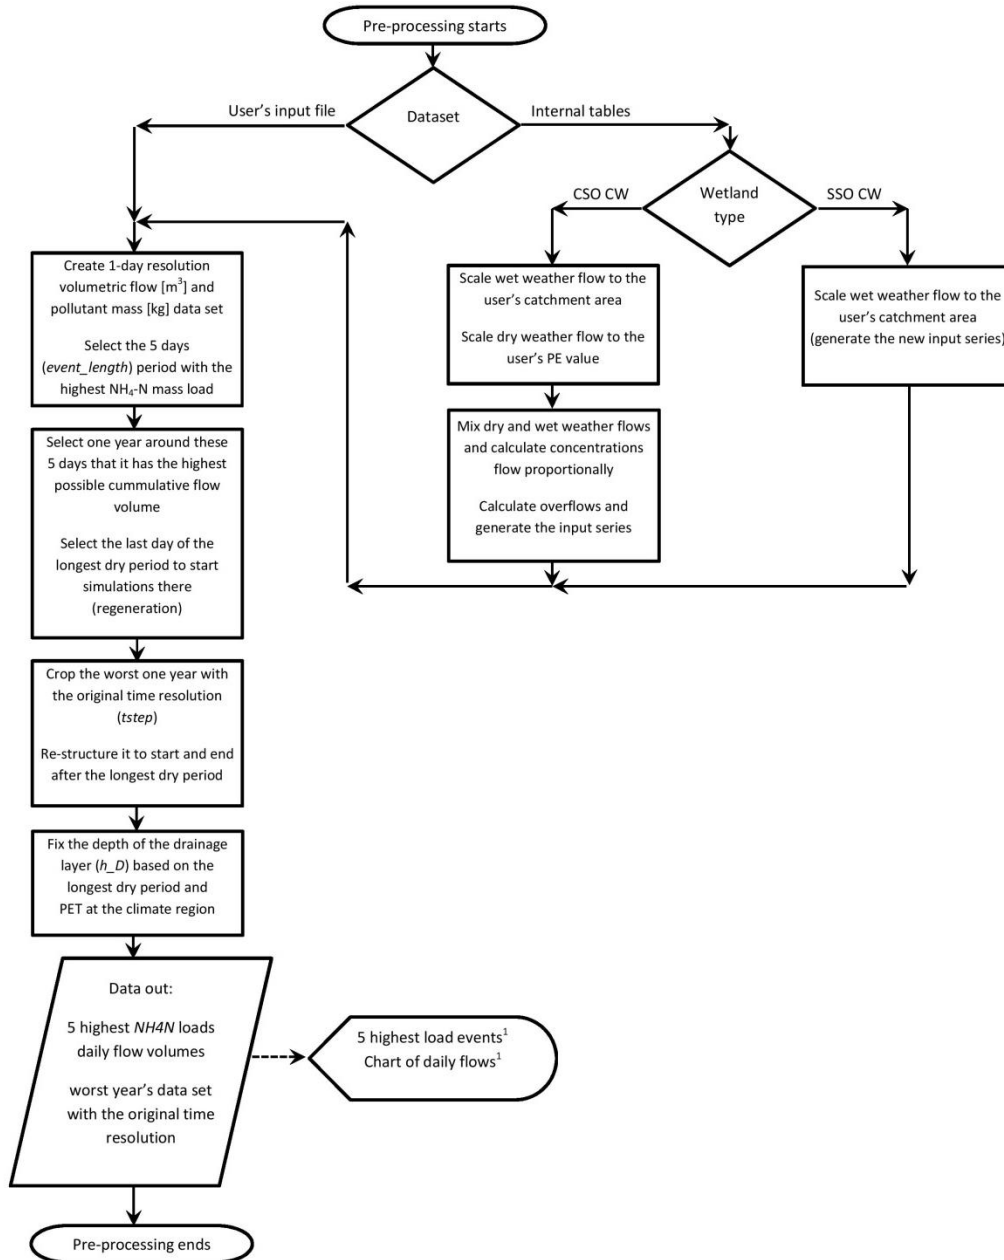 Pre-processing starts
Dataset
User's input file
Internal tables
Wetland
type
CSO CW
SSO CW
Scale wet weather flow to the
user's catchment area
Scale dry weather flow to the
user's PE value
Scale wet weather flow to the
user's catchment area
(generate the new input series)
Mix dry and wet weather flows
and calculate concentrations
flow proportionally
Calculate overflows and
generate the input series
Create 1-day resolution
volumetric flow [m³] and
pollutant mass [kg] data set
Select the 5 days
(event_length) period with the
highest NH₄-N mass load
Select one year around these
5 days that it has the highest
possible cummulative flow
volume
Select the last day of the
longest dry period to start
simulations there
(regeneration)
Crop the worst one year with
the original time resolution
(tstep)
Re-structure it to start and end
after the longest dry period
Fix the depth of the drainage
layer (h_D) based on the
longest dry period and
PET at the climate region
Data out:
5 highest NH4N loads
daily flow volumes
worst year's data set
with the original time
resolution
5 highest load events¹
Chart of daily flows¹
Pre-processing ends